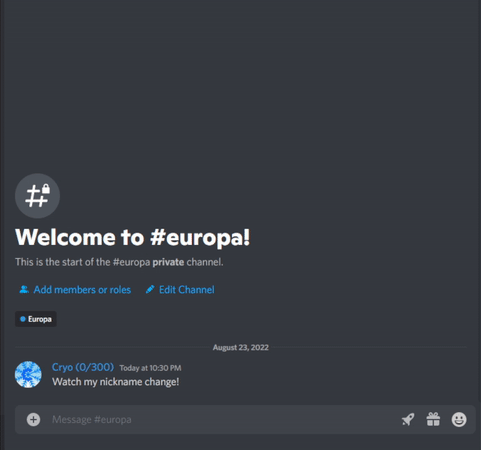 Welcome to #europa!
This is the start of the #europa private channel.
Add members or roles Edit Channel
Europa
August 23, 2022
Cryo (0/300) Today at 10:30 PM
Watch my nickname change!
Message #europa